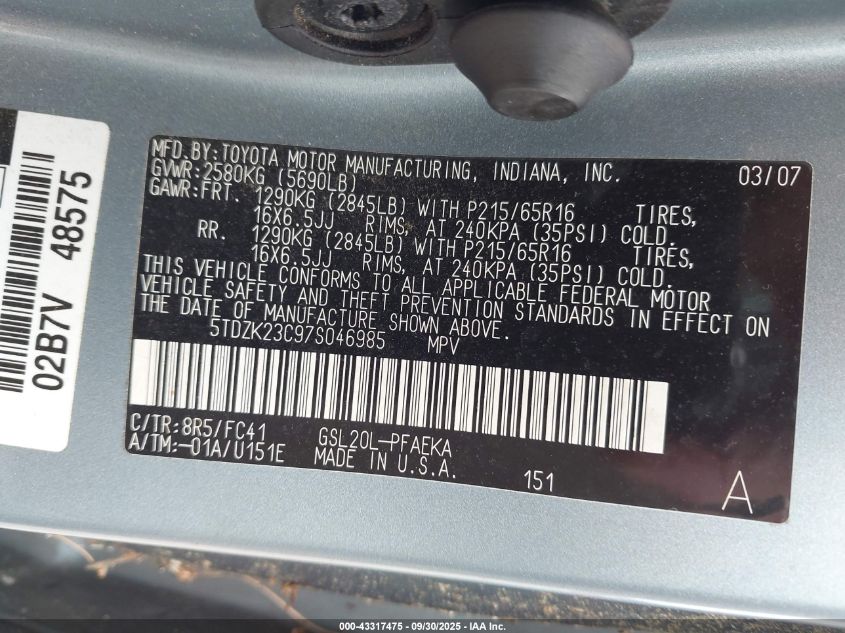 02B7V 48575
MFD.BY:TOYOTA MOTOR MANUFACTURING, INDIANA, INC. 03/07
GVWR:2580KG (5690LB)
GAWR:FRT. 1290KG (2845LB) WITH P215/65R16 TIRES,
16X6.5JJ RIMS, AT 240KPA (35PSI) COLD.
RR. 1290KG (2845LB) WITH P215/65R16 TIRES,
16X6.5JJ RIMS, AT 240KPA (35PSI) COLD.
THIS VEHICLE CONFORMS TO ALL APPLICABLE FEDERAL MOTOR
VEHICLE SAFETY AND THEFT PREVENTION STANDARDS IN EFFECT ON
THE DATE OF MANUFACTURE SHOWN ABOVE.
5TDZK23C97S046985 MPV
C/TR:8R5/FC41 GSL20L-PFAEKA
A/TM:-01A/U151E MADE IN U.S.A.
151 A
000-43317475 - 09/30/2025 - IAA Inc.